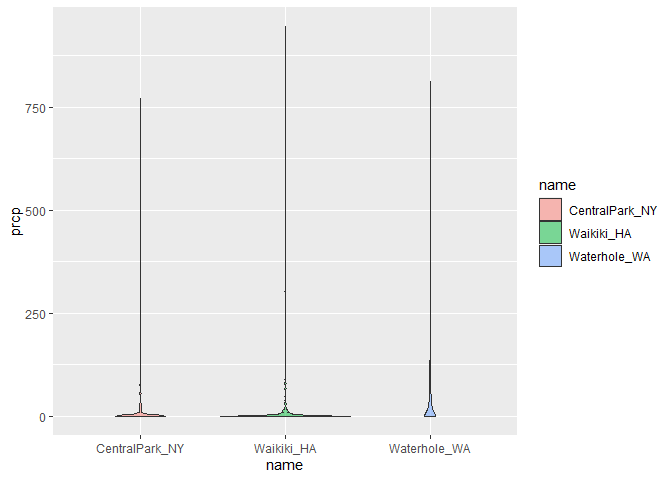 750
500
250
0
prcp
CentralPark_NY
Waikiki_HA
Waterhole_WA
name
name
CentralPark_NY
Waikiki_HA
Waterhole_WA